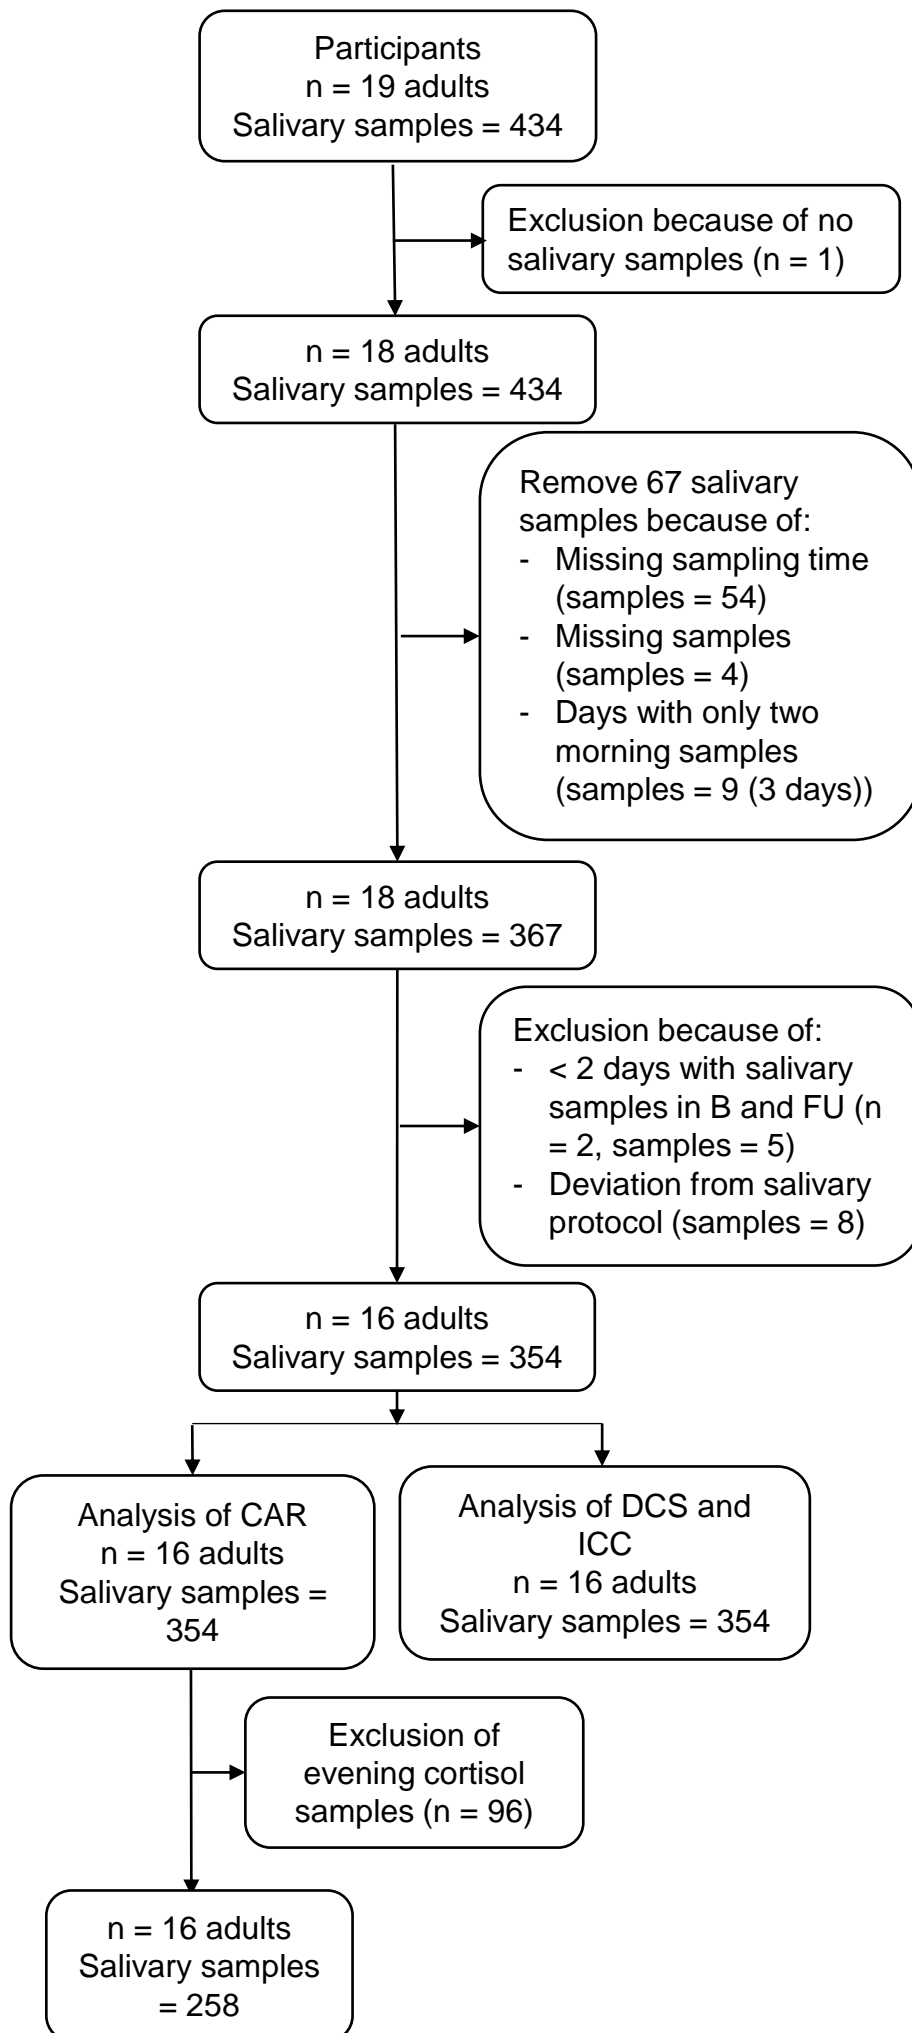 Participants
n = 19 adults
Salivary samples = 434
Exclusion because of no
salivary samples (n = 1)
n = 18 adults
Salivary samples = 434
Remove 67 salivary
samples because of:
- Missing sampling time
(samples = 54)
- Missing samples
(samples = 4)
- Days with only two
morning samples
(samples = 9 (3 days))
n = 18 adults
Salivary samples = 367
Exclusion because of:
- < 2 days with salivary
samples in B and FU (n
= 2, samples = 5)
- Deviation from salivary
protocol (samples = 8)
n = 16 adults
Salivary samples = 354
Analysis of CAR
n = 16 adults
Salivary samples =
354
Analysis of DCS and
ICC
n = 16 adults
Salivary samples = 354
Exclusion of
evening cortisol
samples (n = 96)
n = 16 adults
Salivary samples
= 258